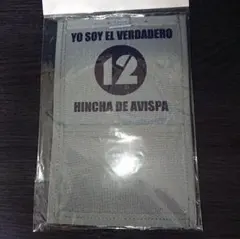 YO SOY EL VERDADERO
12
HINCHA DE AVISPA